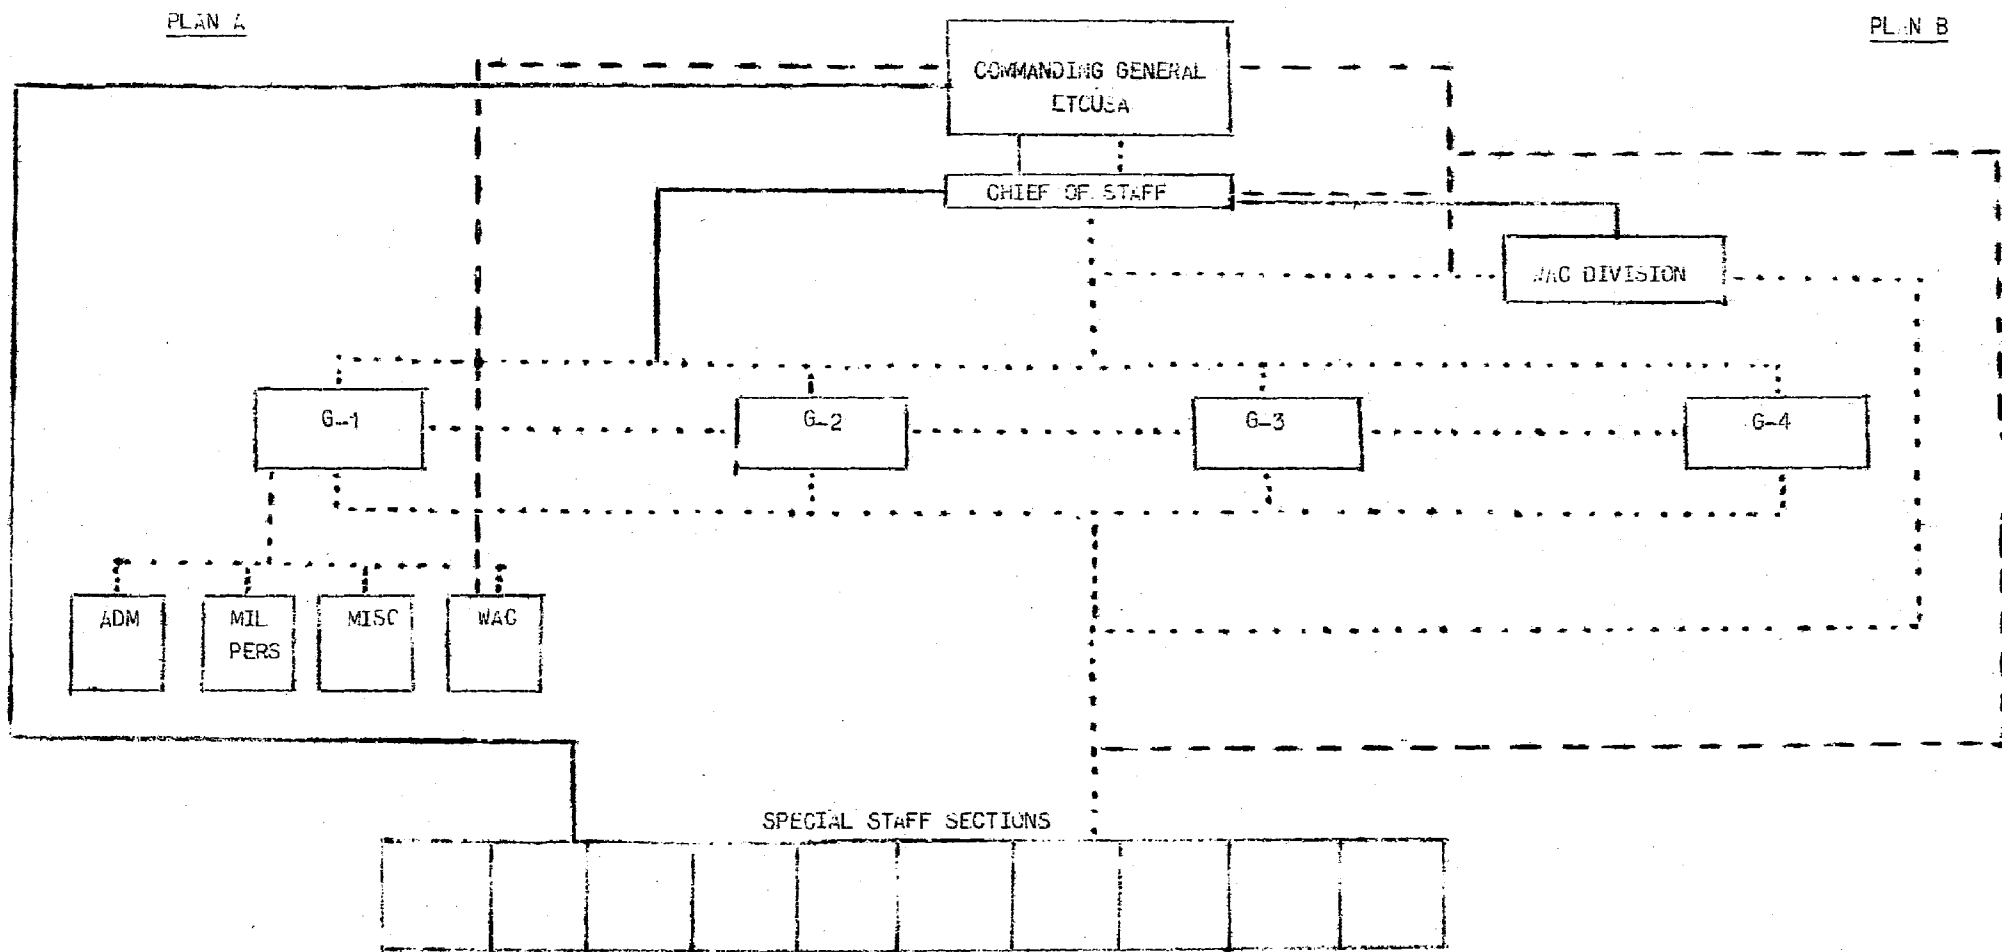 PLAN A
PLAN B
COMMANDING GENERAL
ETOUSA
CHIEF OF STAFF
WAC DIVISION
G-1
G-2
G-3
G-4
ADM
MIL
PERS
MISC
WAC
SPECIAL STAFF SECTIONS